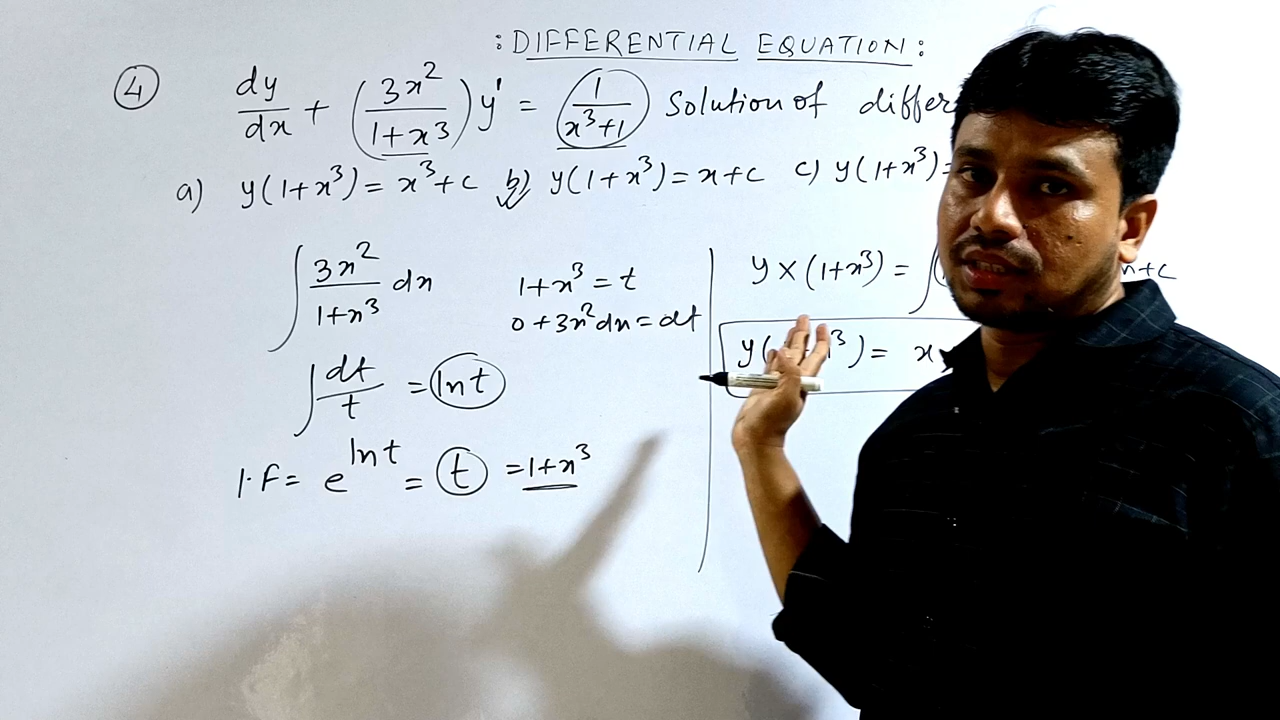 : DIFFERENTIAL EQUATION :
④ dy/dx + (3x²/1+x³) y' = (1/x³+1) Solution of differ
a) y(1+x³) = x³+c b) y(1+x³) = x+c c) y(1+x³) =
∫ 3x²/1+x³ dx
1+x³ = t
0+3x²dx = dt
∫ dt/t = ln t
I.F = e^ln t = t = 1+x³
y × (1+x³) = ∫ +c
y( ³) = x